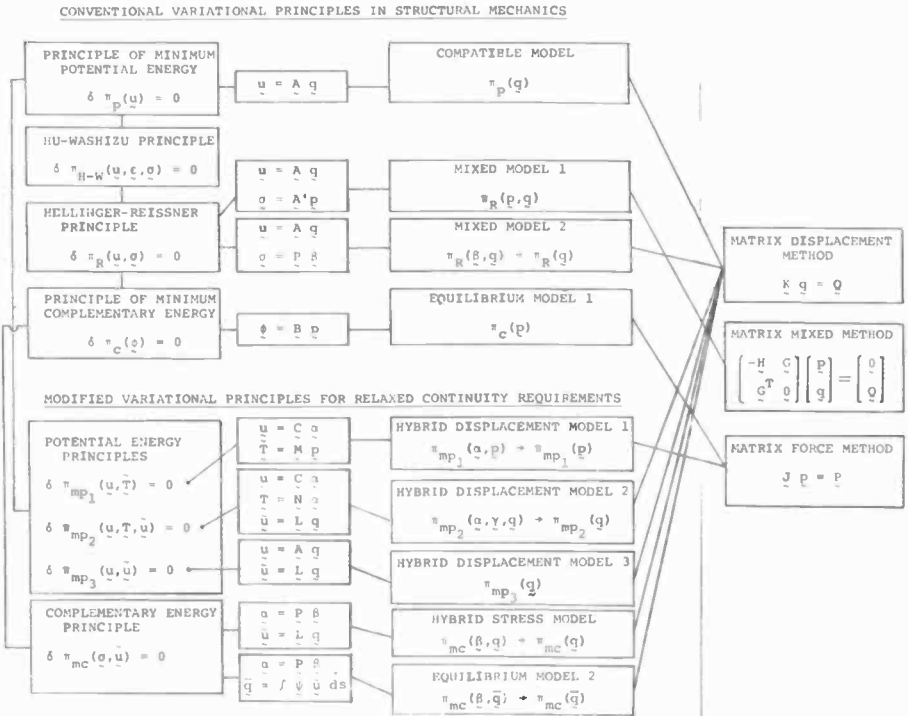 CONVENTIONAL VARIATIONAL PRINCIPLES IN STRUCTURAL MECHANICS
PRINCIPLE OF MINIMUM
POTENTIAL ENERGY
δ π_p(u) = 0
u = A q
COMPATIBLE MODEL
π_p(q)
HU-WASHIZU PRINCIPLE
δ π_H-W(u,ε,σ) = 0
HELLINGER-REISSNER
PRINCIPLE
δ π_R(u,σ) = 0
u = A q
σ = A'p
MIXED MODEL 1
π_R(p,q)
u = A q
σ = P β
MIXED MODEL 2
π_R(β,q) → π_R(q)
PRINCIPLE OF MINIMUM
COMPLEMENTARY ENERGY
δ π_c(φ) = 0
φ = B p
EQUILIBRIUM MODEL 1
π_c(p)
MATRIX DISPLACEMENT
METHOD
K q = Q
MATRIX MIXED METHOD
-H G p 0
=
G^T 0 q Q
MATRIX FORCE METHOD
J p = P
MODIFIED VARIATIONAL PRINCIPLES FOR RELAXED CONTINUITY REQUIREMENTS
POTENTIAL ENERGY
PRINCIPLES
δ π_mp1(u,T) = 0
δ π_mp2(u,T,ũ) = 0
δ π_mp3(u,ũ) = 0
u = C α
T = M p
HYBRID DISPLACEMENT MODEL 1
π_mp1(α,p) → π_mp1(p)
u = C α
T = N α
ũ = L q
HYBRID DISPLACEMENT MODEL 2
π_mp2(α,γ,q) → π_mp2(q)
u = A q
ũ = L q
HYBRID DISPLACEMENT MODEL 3
π_mp3(q)
COMPLEMENTARY ENERGY
PRINCIPLE
δ π_mc(σ,ũ) = 0
α = P β
ũ = L q
HYBRID STRESS MODEL
π_mc(β,q) → π_mc(q)
α = P β
q̄ = ∫ ψ ũ ds
EQUILIBRIUM MODEL 2
π_mc(β,q̄) → π_mc(q̄)